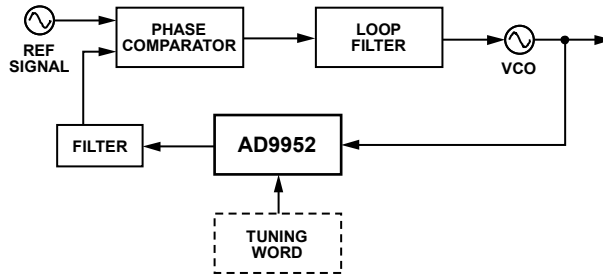 REF
SIGNAL
PHASE
COMPARATOR
LOOP
FILTER
VCO
FILTER
AD9952
TUNING
WORD